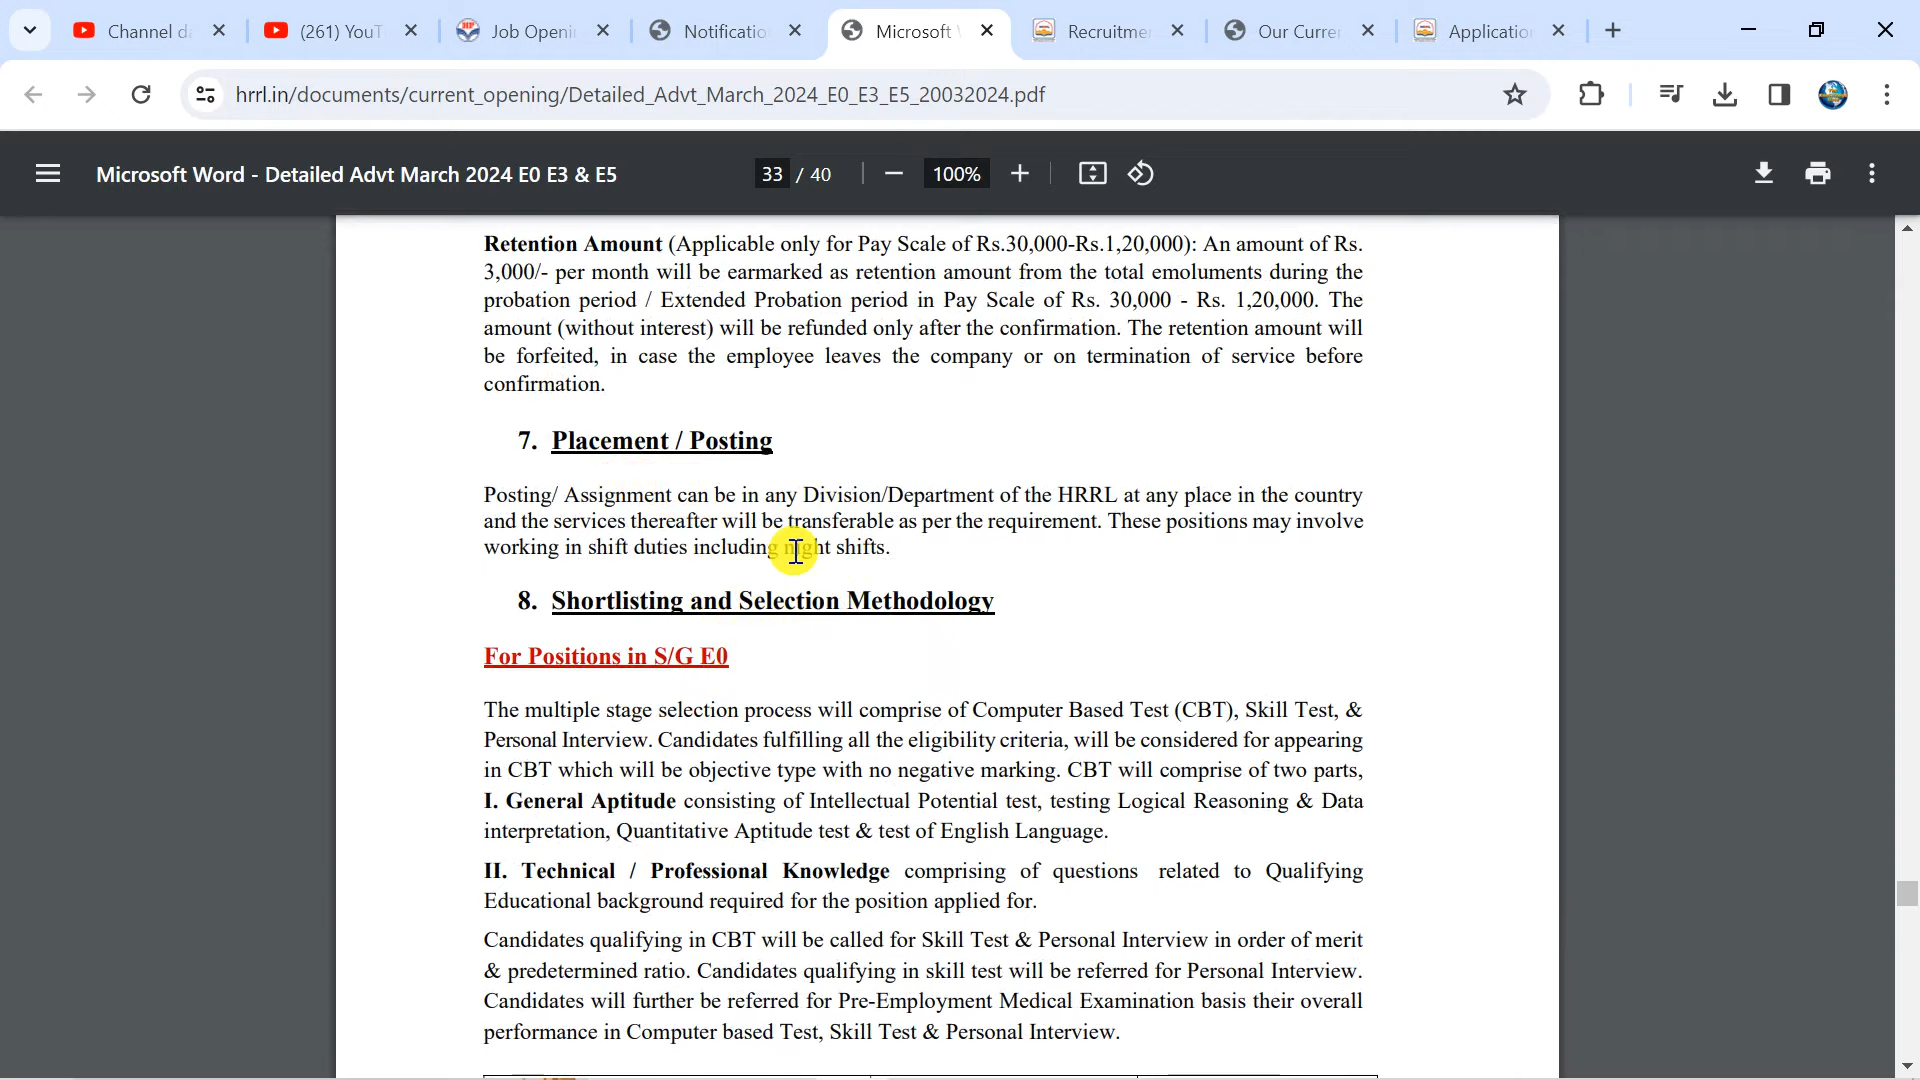 Channel da
(261) YouT
Job Openi
Notificatio
Microsoft
Recruitme
Our Curre
Applicatio
hrrl.in/documents/current_opening/Detailed_Advt_March_2024_E0_E3_E5_20032024.pdf
Microsoft Word - Detailed Advt March 2024 E0 E3 & E5
33 / 40
100%
Retention Amount (Applicable only for Pay Scale of Rs.30,000-Rs.1,20,000): An amount of Rs.
3,000/- per month will be earmarked as retention amount from the total emoluments during the
probation period / Extended Probation period in Pay Scale of Rs. 30,000 - Rs. 1,20,000. The
amount (without interest) will be refunded only after the confirmation. The retention amount will
be forfeited, in case the employee leaves the company or on termination of service before
confirmation.
7. Placement / Posting
Posting/ Assignment can be in any Division/Department of the HRRL at any place in the country
and the services thereafter will be transferable as per the requirement. These positions may involve
working in shift duties including night shifts.
8. Shortlisting and Selection Methodology
For Positions in S/G E0
The multiple stage selection process will comprise of Computer Based Test (CBT), Skill Test, &
Personal Interview. Candidates fulfilling all the eligibility criteria, will be considered for appearing
in CBT which will be objective type with no negative marking. CBT will comprise of two parts,
I. General Aptitude consisting of Intellectual Potential test, testing Logical Reasoning & Data
interpretation, Quantitative Aptitude test & test of English Language.
II. Technical / Professional Knowledge comprising of questions related to Qualifying
Educational background required for the position applied for.
Candidates qualifying in CBT will be called for Skill Test & Personal Interview in order of merit
& predetermined ratio. Candidates qualifying in skill test will be referred for Personal Interview.
Candidates will further be referred for Pre-Employment Medical Examination basis their overall
performance in Computer based Test, Skill Test & Personal Interview.